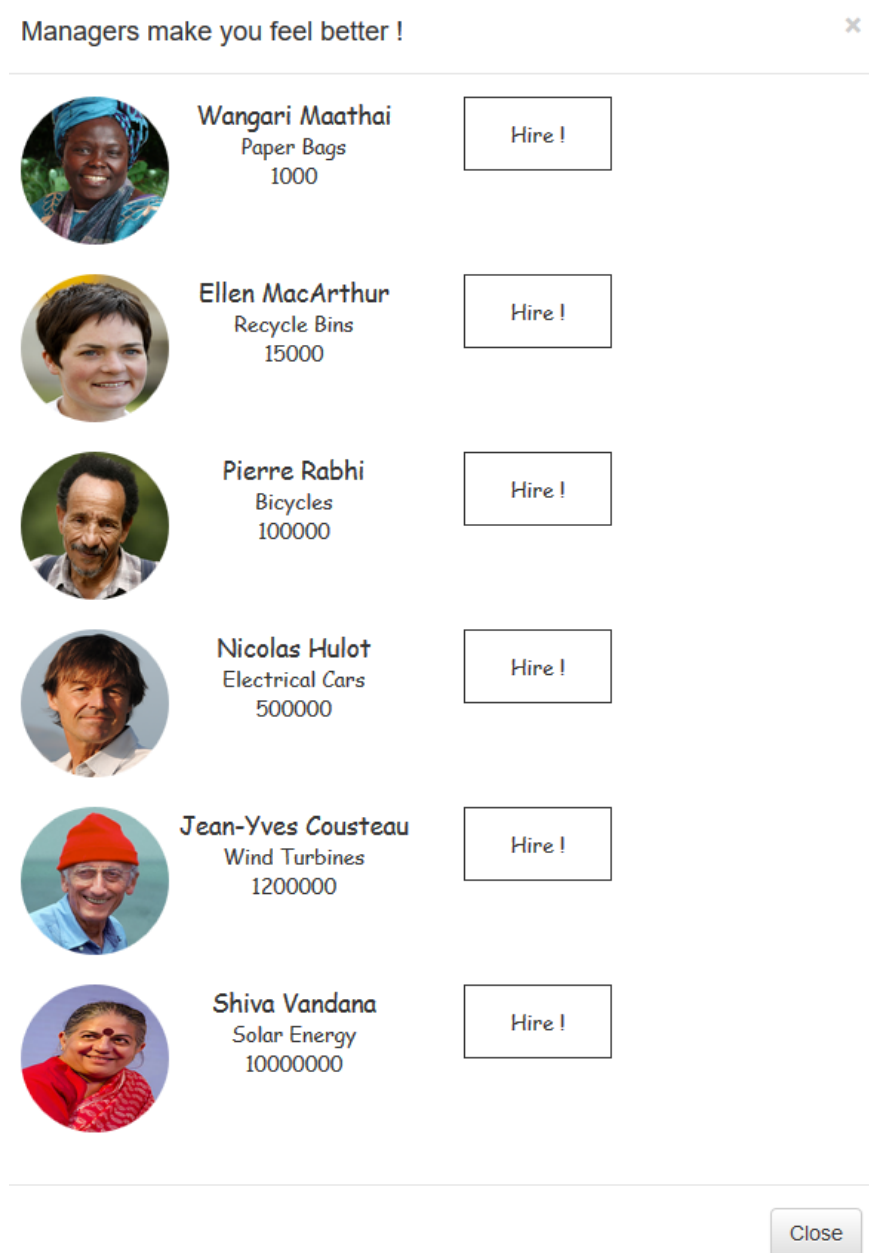 Managers make you feel better !
×
Wangari Maathai
Paper Bags
1000
Hire !
Ellen MacArthur
Recycle Bins
15000
Hire !
Pierre Rabhi
Bicycles
100000
Hire !
Nicolas Hulot
Electrical Cars
500000
Hire !
Jean-Yves Cousteau
Wind Turbines
1200000
Hire !
Shiva Vandana
Solar Energy
10000000
Hire !
Close